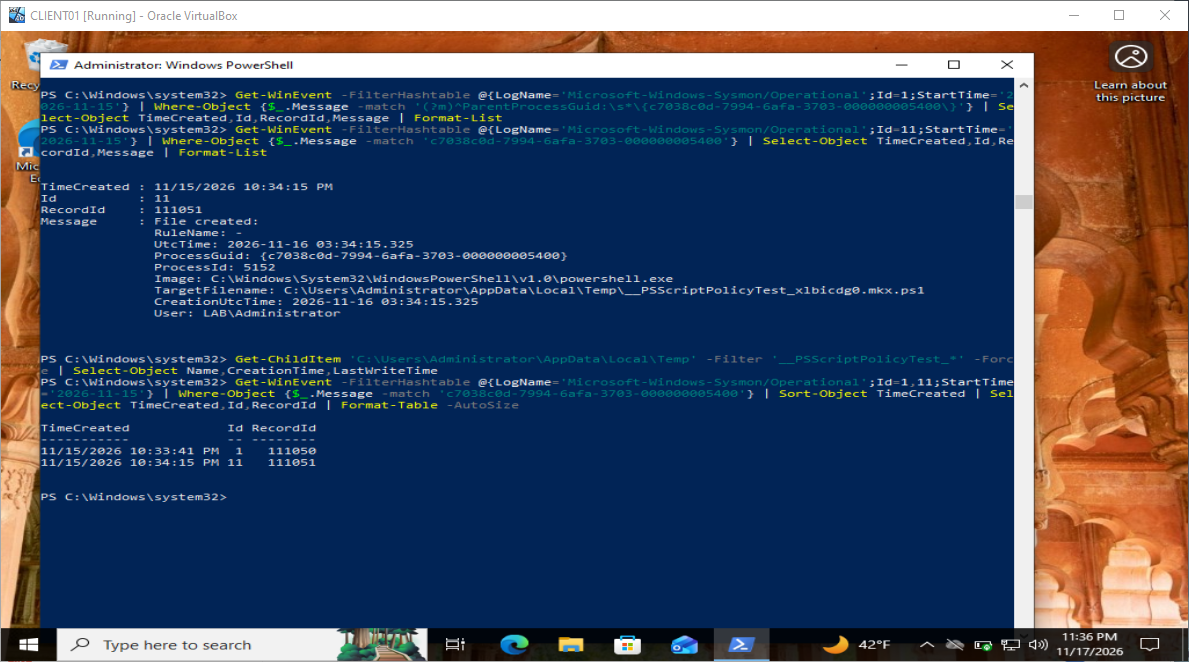 CLIENT01 [Running] - Oracle VirtualBox
Administrator: Windows PowerShell
Learn about
this picture
PS C:\Windows\system32> Get-WinEvent -FilterHashtable @{LogName='Microsoft-Windows-Sysmon/Operational';Id=1;StartTime='2
026-11-15'} | Where-Object {$_.Message -match '(?m)^ParentProcessGuid:\s*\{c7038c0d-7994-6afa-3703-000000005400\}'} | Se
lect-Object TimeCreated,Id,RecordId,Message | Format-List
PS C:\Windows\system32> Get-WinEvent -FilterHashtable @{LogName='Microsoft-Windows-Sysmon/Operational';Id=11;StartTime='
2026-11-15'} | Where-Object {$_.Message -match 'c7038c0d-7994-6afa-3703-000000005400'} | Select-Object TimeCreated,Id,Re
cordId,Message | Format-List
TimeCreated : 11/15/2026 10:34:15 PM
Id          : 11
RecordId    : 111051
Message     : File created:
              RuleName: -
              UtcTime: 2026-11-16 03:34:15.325
              ProcessGuid: {c7038c0d-7994-6afa-3703-000000005400}
              ProcessId: 5152
              Image: C:\Windows\System32\WindowsPowerShell\v1.0\powershell.exe
              TargetFilename: C:\Users\Administrator\AppData\Local\Temp\__PSScriptPolicyTest_xlbicdg0.mkx.ps1
              CreationUtcTime: 2026-11-16 03:34:15.325
              User: LAB\Administrator
PS C:\Windows\system32> Get-ChildItem 'C:\Users\Administrator\AppData\Local\Temp' -Filter '__PSScriptPolicyTest_*' -Forc
e | Select-Object Name,CreationTime,LastWriteTime
PS C:\Windows\system32> Get-WinEvent -FilterHashtable @{LogName='Microsoft-Windows-Sysmon/Operational';Id=1,11;StartTime
='2026-11-15'} | Where-Object {$_.Message -match 'c7038c0d-7994-6afa-3703-000000005400'} | Sort-Object TimeCreated | Sel
ect-Object TimeCreated,Id,RecordId | Format-Table -AutoSize
TimeCreated            Id RecordId
-----------            -- --------
11/15/2026 10:33:41 PM  1   111050
11/15/2026 10:34:15 PM 11   111051
PS C:\Windows\system32>
Type here to search
42°F
11:36 PM
11/17/2026